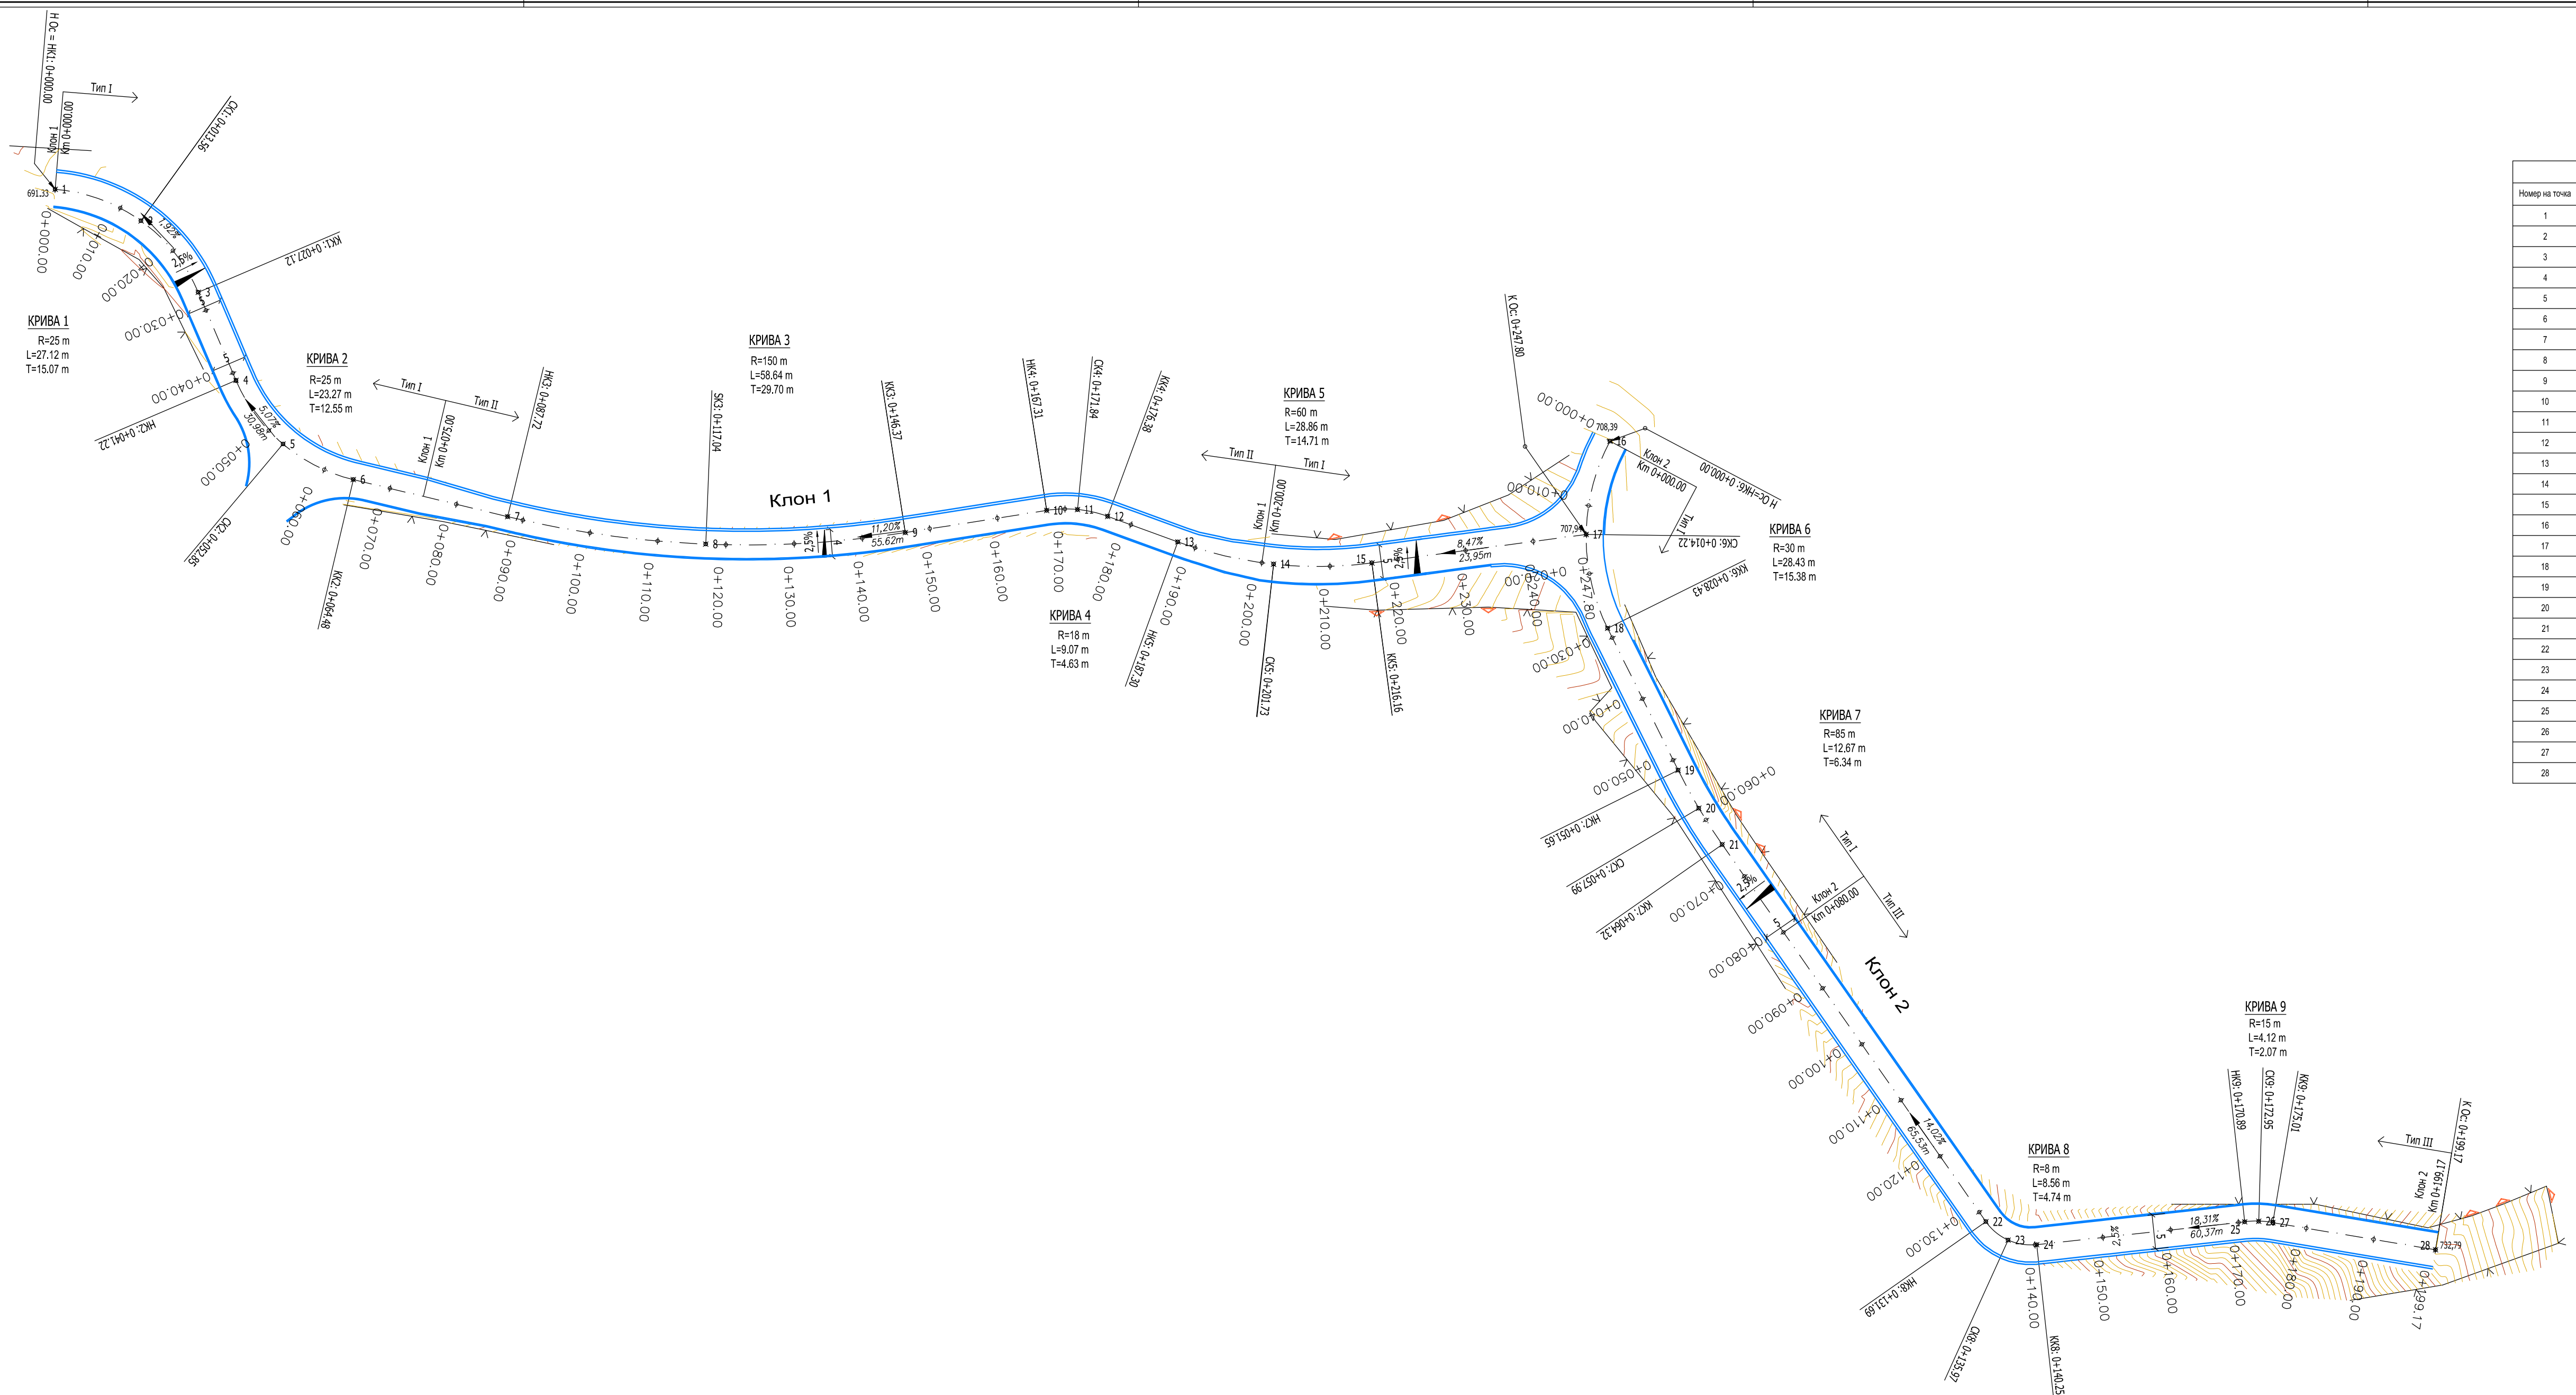 Н Ос = НК1: 0+000.00
Клон 1
Km 0+000.00
Тип I
СК1: 0+013.56
691,33
1
2
1,92%
2,5%
КК1: 0+027.12
3
5
5
4
НК2: 0+041.22
5,07%
30,98m
5
СК2: 0+052.85
6
КК2: 0+064.48
0+000.00
0+010.00
0+020.00
0+030.00
0+040.00
0+050.00
0+060.00
0+070.00
0+080.00
0+090.00
0+100.00
0+110.00
0+120.00
0+130.00
0+140.00
0+150.00
0+160.00
0+170.00
0+180.00
0+190.00
0+200.00
0+210.00
0+220.00
0+230.00
0+240.00
0+247.80
КРИВА 1
R=25 m
L=27.12 m
T=15.07 m
КРИВА 2
R=25 m
L=23.27 m
T=12.55 m
Тип I
Тип II
Клон 1
Km 0+075.00
НК3: 0+087.72
7
SK3: 0+117.04
8
КРИВА 3
R=150 m
L=58,64 m
T=29.70 m
Клон 1
2,5%
4
КК3: 0+146.37
11,20%
55,62m
9
НК4: 0+167.31
10
СК4: 0+171.84
11
КК4: 0+176.38
12
КРИВА 4
R=18 m
L=9.07 m
T=4.63 m
13
НК5: 0+187.30
Тип II
Тип I
Клон 1
Km 0+200.00
14
СК5: 0+201.73
КРИВА 5
R=60 m
L=28.86 m
T=14.71 m
15
КК5: 0+216.16
5
2,5%
8,47%
23,95m
К Ос: 0+247.80
708,39
16
Клон 2
Km 0+000.00
Н ОС=НК6: 0+000.00
Тип I
17
СК6: 0+014.22
КРИВА 6
R=30 m
L=28.43 m
T=15.38 m
КК6: 0+028.43
18
0+000.00
0+010.00
0+020.00
0+030.00
0+040.00
0+050.00
0+060.00
0+070.00
0+080.00
0+090.00
0+100.00
0+110.00
0+120.00
0+130.00
0+140.00
0+150.00
0+160.00
0+170.00
0+180.00
0+190.00
0+199.17
19
НК7: 0+051.65
20
СК7: 0+057.99
21
КК7: 0+064.32
КРИВА 7
R=85 m
L=12.67 m
T=6.34 m
2,5%
5
Тип I
Тип III
Клон 2
Km 0+080.00
Клон 2
14,02%
65,53m
22
НК8: 0+131.69
23
СК8: 0+135.97
24
КК8: 0+140.25
КРИВА 8
R=8 m
L=8.56 m
T=4.74 m
2,5%
5
18,31%
60,37m
КРИВА 9
R=15 m
L=4.12 m
T=2.07 m
НК9: 0+170.89
СК9: 0+172.95
КК9: 0+175.01
25
26
27
Тип III
К ОС: 0+199.17
Клон 2
Km 0+199.17
28
732,79
Номер на точка
1
2
3
4
5
6
7
8
9
10
11
12
13
14
15
16
17
18
19
20
21
22
23
24
25
26
27
28